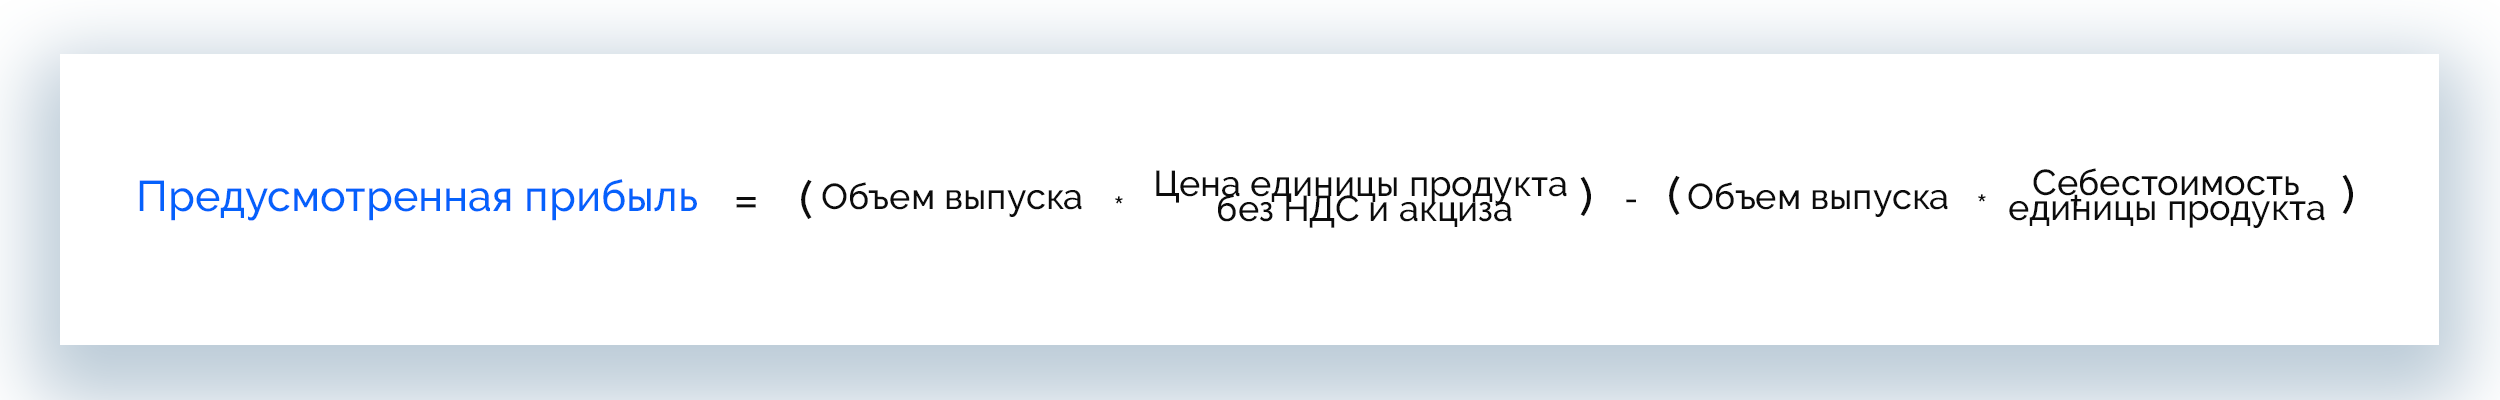 Предусмотренная прибыль = (Объем выпуска * Цена единицы продукта без НДС и акциза) - (Объем выпуска * Себестоимость единицы продукта)